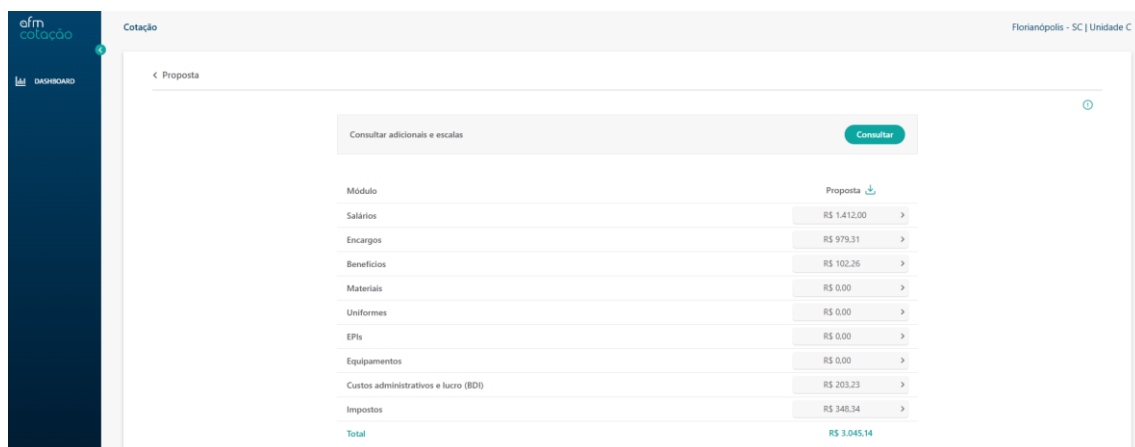 afm
cotação
Cotação
Florianópolis - SC | Unidade C
DASHBOARD
Proposta
Consultar adicionais e escalas
Consultar
Módulo Proposta
Salários R$ 1.412,00
Encargos R$ 979,31
Benefícios R$ 102,26
Materiais R$ 0,00
Uniformes R$ 0,00
EPIs R$ 0,00
Equipamentos R$ 0,00
Custos administrativos e lucro (BDI) R$ 203,23
Impostos R$ 348,34
Total R$ 3.045,14